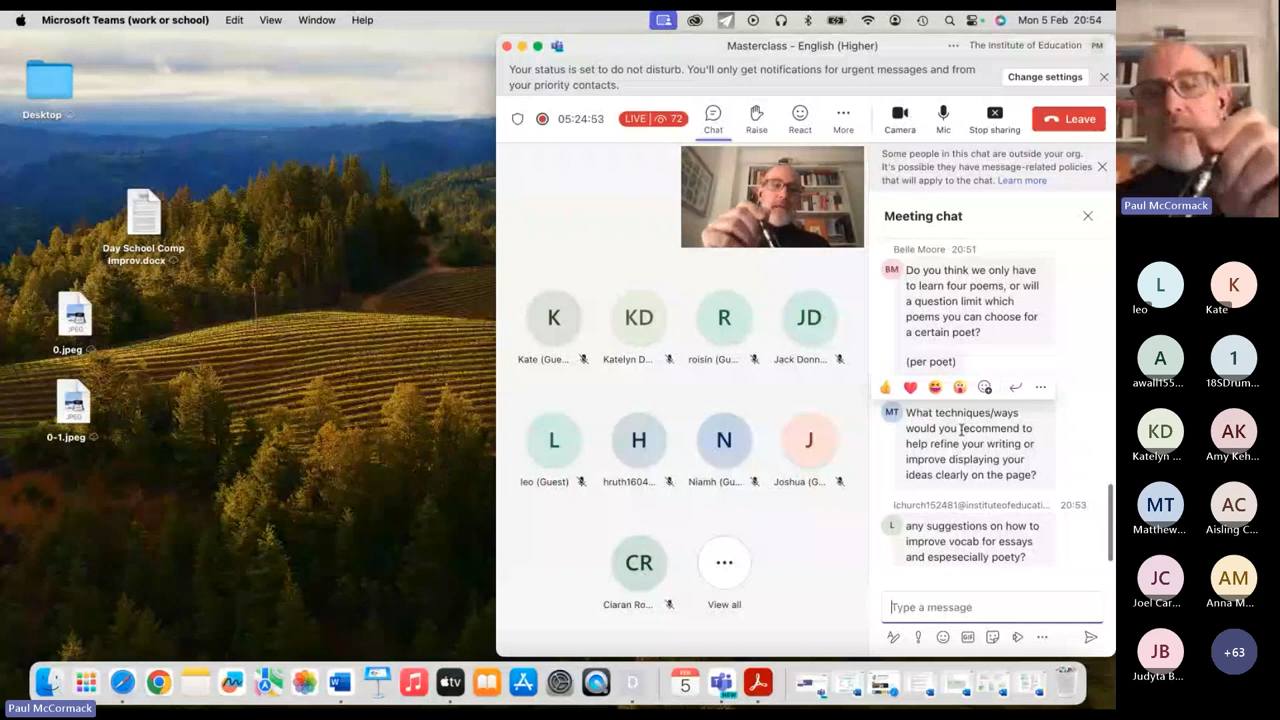 Microsoft Teams (work or school) Edit View Window Help
Mon 5 Feb 20:54
Masterclass - English (Higher)
The Institute of Education PM
Your status is set to do not disturb. You'll only get notifications for urgent messages and from
your priority contacts.
Change settings
05:24:53
LIVE 72
Chat
Raise
React
More
Camera
Mic
Stop sharing
Leave
Some people in this chat are outside your org.
It's possible they have message-related policies
that will apply to the chat. Learn more
Meeting chat
Belle Moore 20:51
BM
Do you think we only have
to learn four poems, or will
a question limit which
poems you can choose for
a certain poet?
(per poet)
MT
What techniques/ways
would you recommend to
help refine your writing or
improve displaying your
ideas clearly on the page?
lchurch152481@instituteofeducati... 20:53
L
any suggestions on how to
improve vocab for essays
and espesecially poety?
Type a message
GIF
K
Kate (Gue...
KD
Katelyn D...
R
roisin (Gu...
JD
Jack Donn...
L
leo (Guest)
H
hruth1604...
N
Niamh (Gu...
J
Joshua (G...
CR
Ciaran Ro...
View all
Desktop
Day School Comp
Improv.docx
JPEG
0.jpeg
JPEG
0-1.jpeg
tv
FEB
5
NEW
Paul McCormack
Paul McCormack
L
leo
K
Kate
A
awall155...
1
18SDrum...
KD
Katelyn ...
AK
Amy Keh...
MT
Matthew...
AC
Aisling C...
JC
Joel Car...
AM
Anna M...
JB
Judyta B...
+63